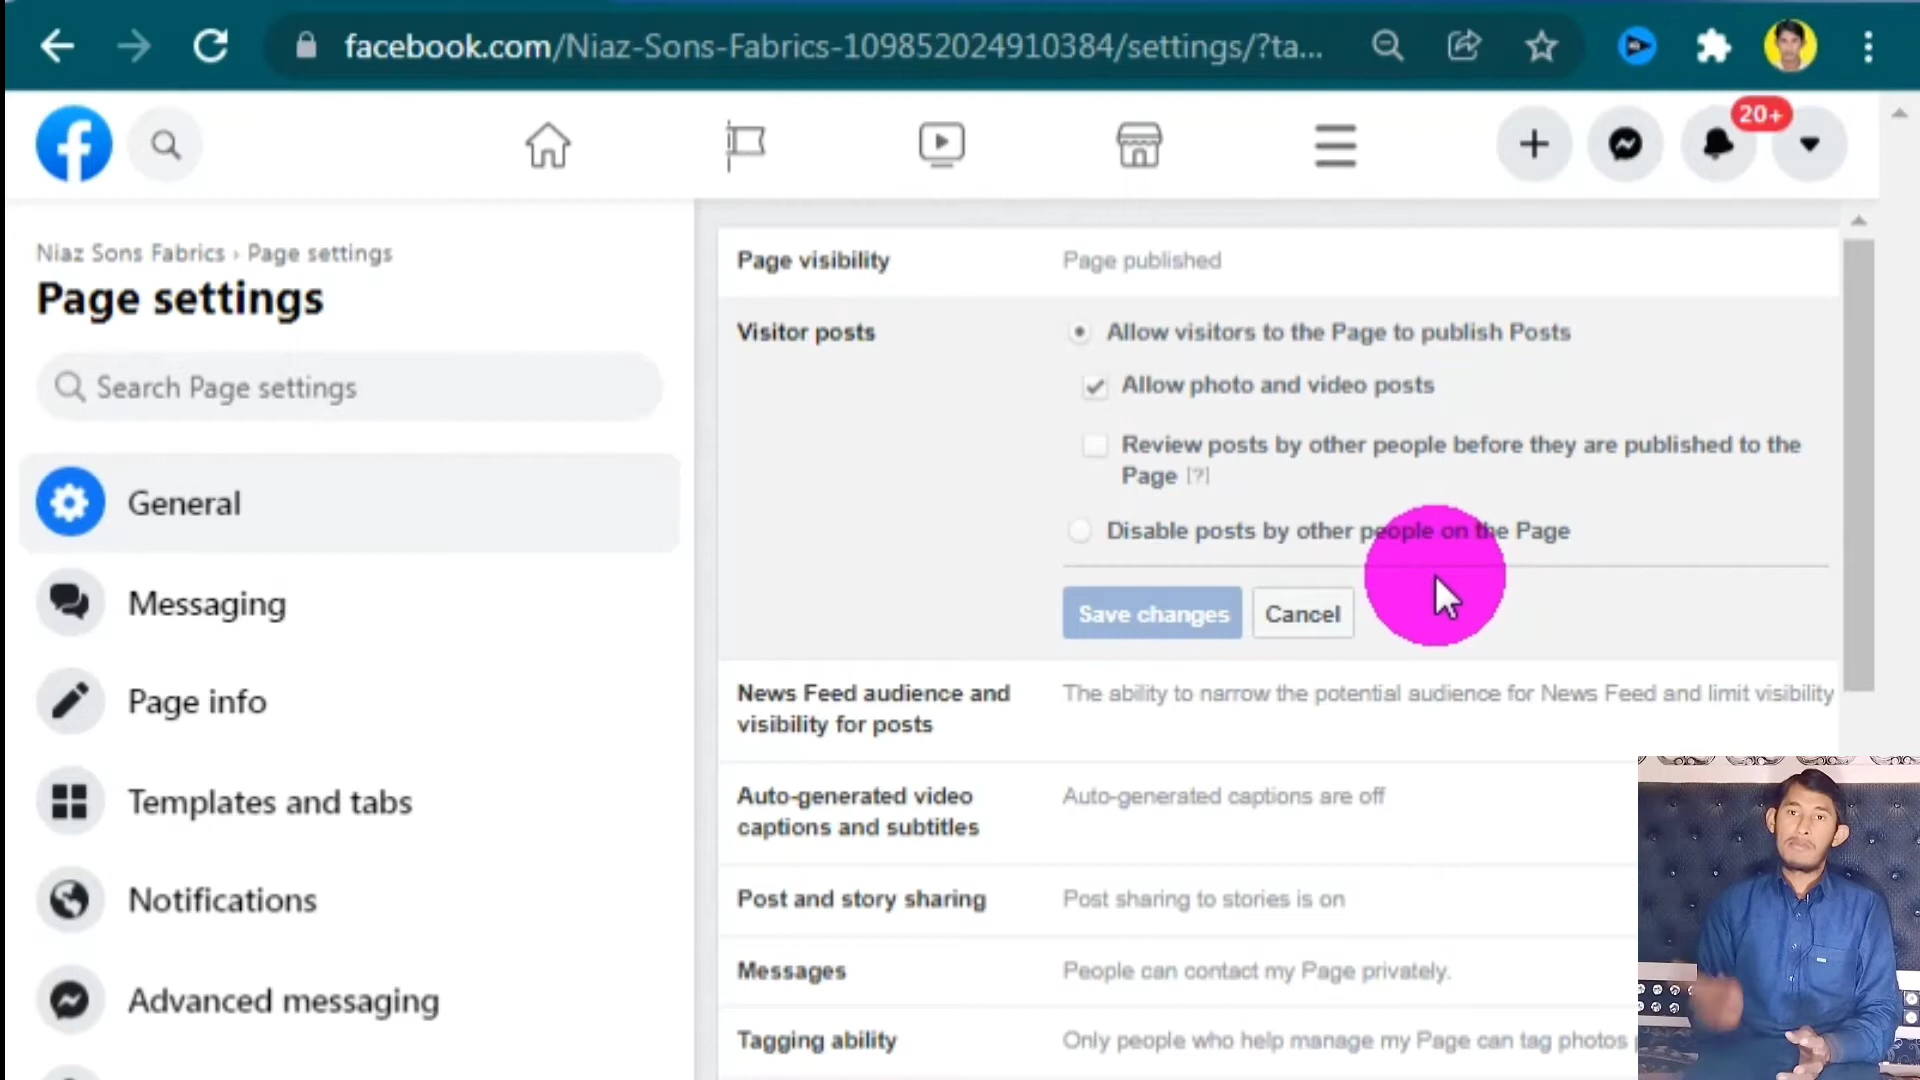 facebook.com/Niaz-Sons-Fabrics-109852024910384/settings/?ta...
20+
Niaz Sons Fabrics › Page settings
Page settings
Search Page settings
General
Messaging
Page info
Templates and tabs
Notifications
Advanced messaging
Page visibility
Page published
Visitor posts
Allow visitors to the Page to publish Posts
Allow photo and video posts
Review posts by other people before they are published to the
Page [?]
Disable posts by other people on the Page
Save changes
Cancel
News Feed audience and
visibility for posts
The ability to narrow the potential audience for News Feed and limit visibility
Auto-generated video
captions and subtitles
Auto-generated captions are off
Post and story sharing
Post sharing to stories is on
Messages
People can contact my Page privately.
Tagging ability
Only people who help manage my Page can tag photos